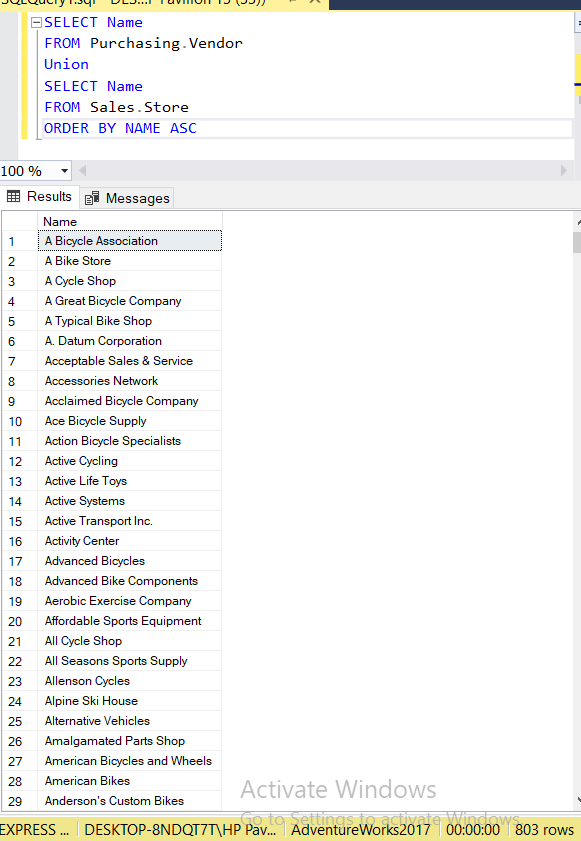 SELECT Name
FROM Purchasing.Vendor
Union
SELECT Name
FROM Sales.Store
ORDER BY NAME ASC
100 %
Results Messages
Name
1 A Bicycle Association
2 A Bike Store
3 A Cycle Shop
4 A Great Bicycle Company
5 A Typical Bike Shop
6 A. Datum Corporation
7 Acceptable Sales & Service
8 Accessories Network
9 Acclaimed Bicycle Company
10 Ace Bicycle Supply
11 Action Bicycle Specialists
12 Active Cycling
13 Active Life Toys
14 Active Systems
15 Active Transport Inc.
16 Activity Center
17 Advanced Bicycles
18 Advanced Bike Components
19 Aerobic Exercise Company
20 Affordable Sports Equipment
21 All Cycle Shop
22 All Seasons Sports Supply
23 Allenson Cycles
24 Alpine Ski House
25 Alternative Vehicles
26 Amalgamated Parts Shop
27 American Bicycles and Wheels
28 American Bikes
29 Anderson's Custom Bikes
Activate Windows
Go to Settings to activate Windows.
EXPRESS ... DESKTOP-8NDQT7T\HP Pav... AdventureWorks2017 00:00:00 803 rows